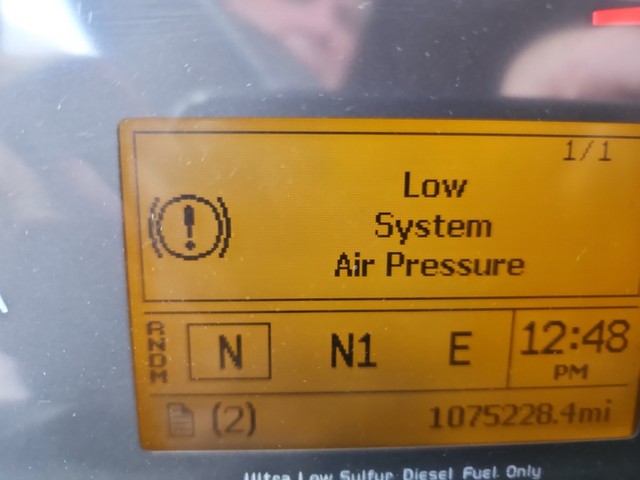 1/1
Low
System
Air Pressure
RNDM
N N1 E 12:48
PM
(2) 1075228.4mi
Ultra Low Sulfur Diesel Fuel Only